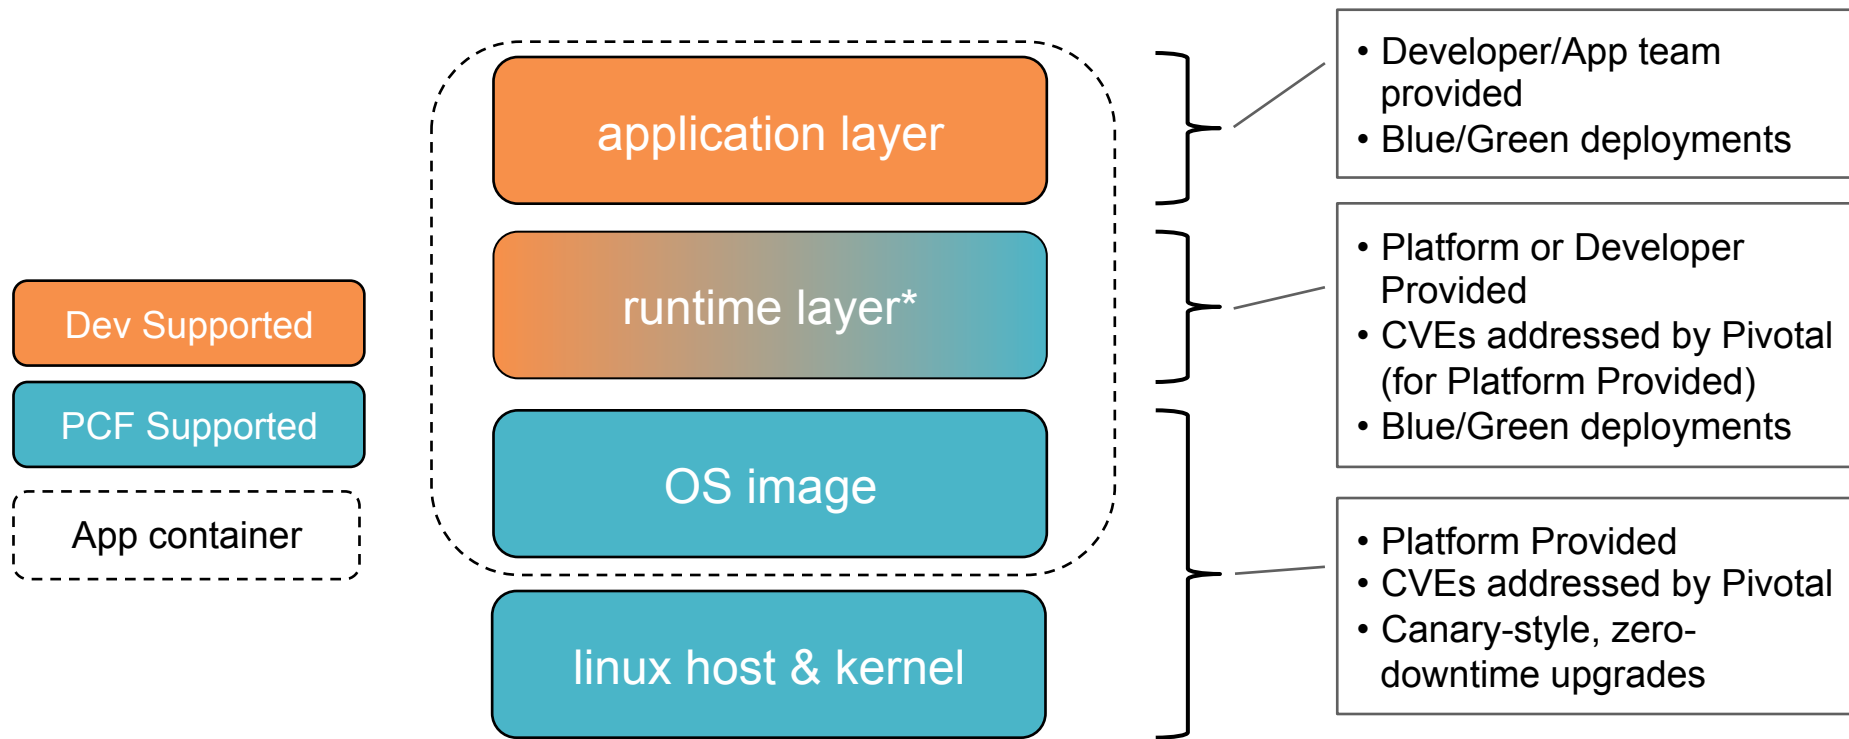 application layer
runtime layer*
OS image
linux host & kernel
Dev Supported
PCF Supported
App container
• Developer/App team
provided
• Blue/Green deployments
• Platform or Developer
Provided
• CVEs addressed by Pivotal
(for Platform Provided)
• Blue/Green deployments
• Platform Provided
• CVEs addressed by Pivotal
• Canary-style, zero-
downtime upgrades